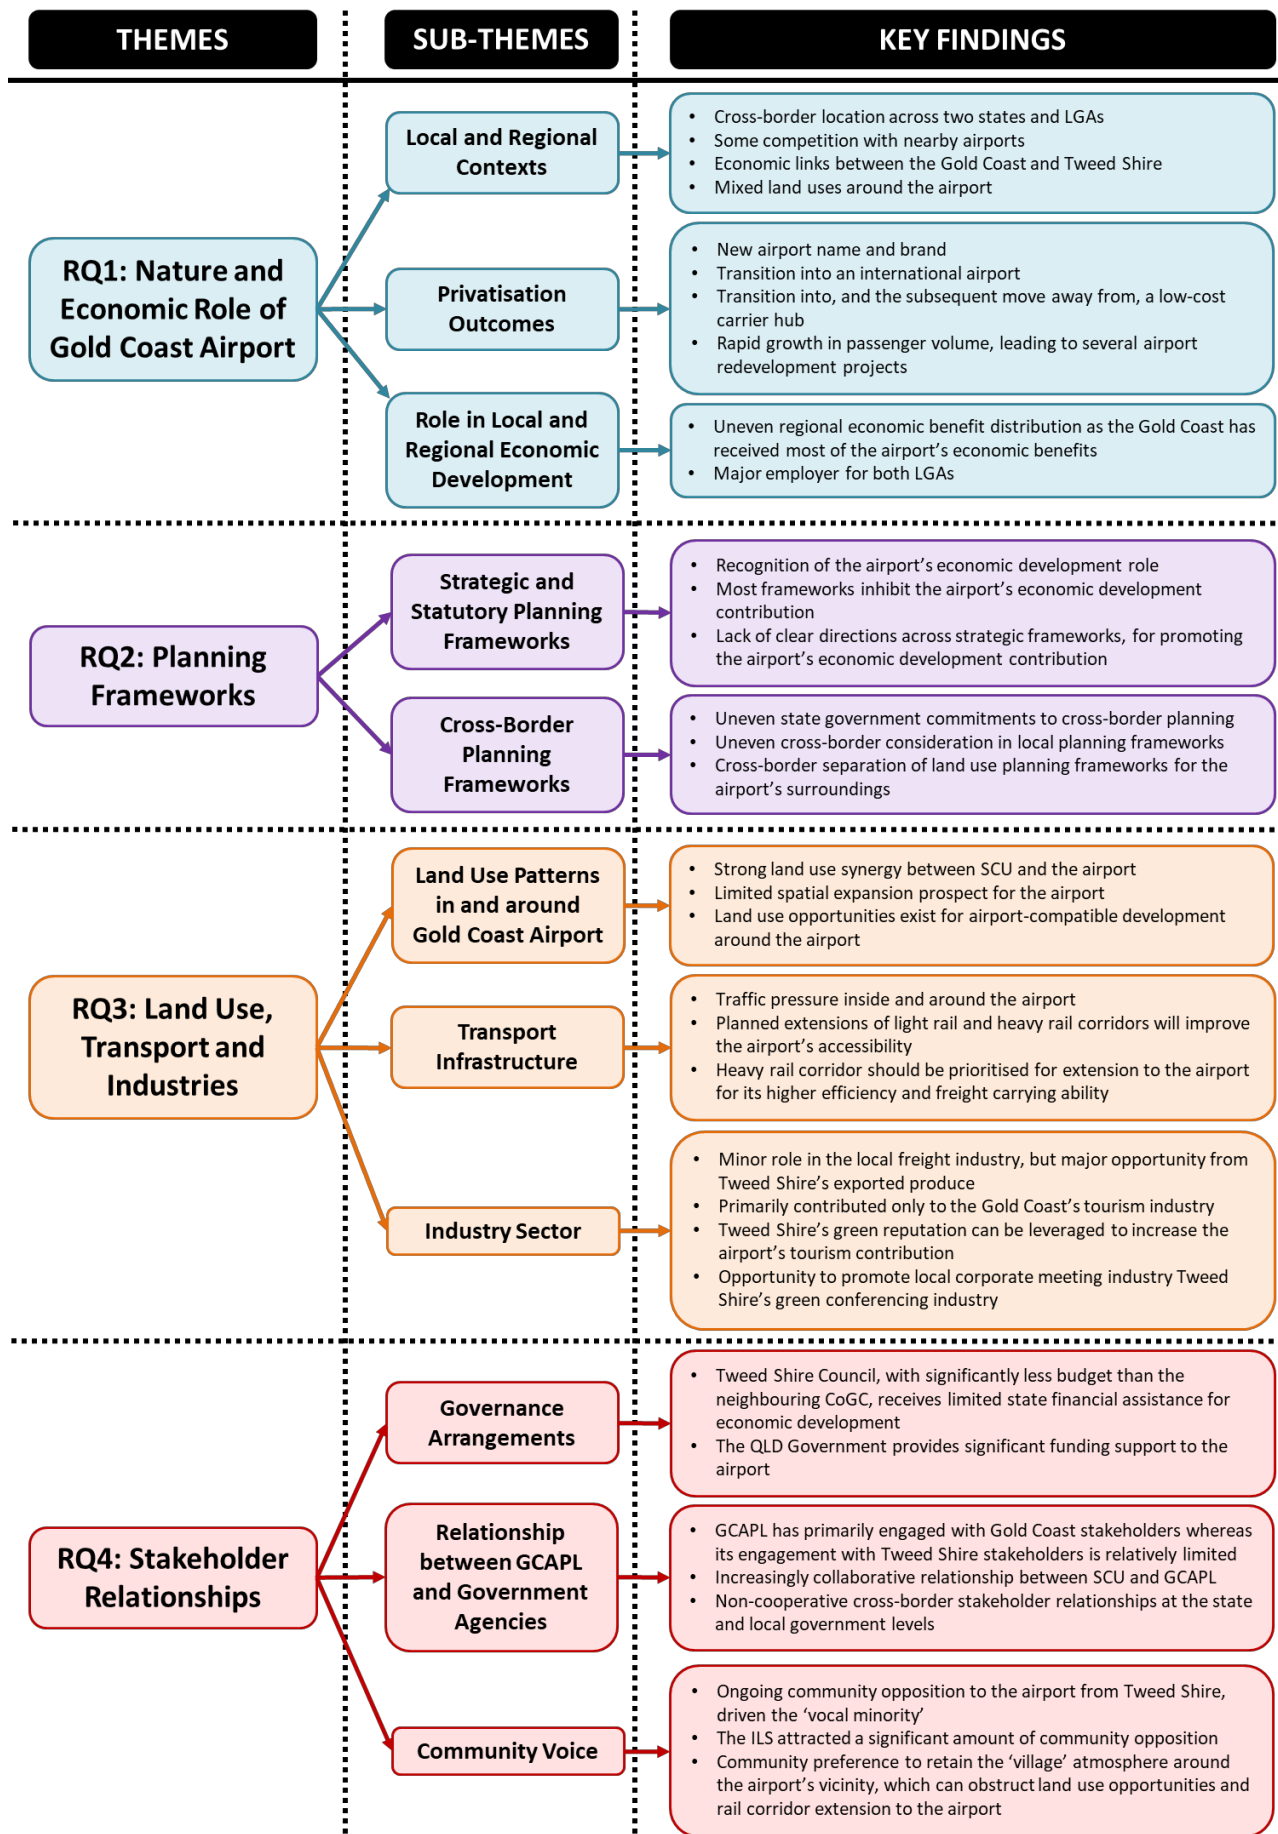 THEMES
SUB-THEMES
KEY FINDINGS
RQ1: Nature and
Economic Role of
Gold Coast Airport
Local and Regional
Contexts
• Cross-border location across two states and LGAs
• Some competition with nearby airports
• Economic links between the Gold Coast and Tweed Shire
• Mixed land uses around the airport
Privatisation
Outcomes
• New airport name and brand
• Transition into an international airport
• Transition into, and the subsequent move away from, a low-cost
carrier hub
• Rapid growth in passenger volume, leading to several airport
redevelopment projects
Role in Local and
Regional Economic
Development
• Uneven regional economic benefit distribution as the Gold Coast has
received most of the airport’s economic benefits
• Major employer for both LGAs
RQ2: Planning
Frameworks
Strategic and
Statutory Planning
Frameworks
• Recognition of the airport’s economic development role
• Most frameworks inhibit the airport’s economic development
contribution
• Lack of clear directions across strategic frameworks, for promoting
the airport’s economic development contribution
Cross-Border
Planning
Frameworks
• Uneven state government commitments to cross-border planning
• Uneven cross-border consideration in local planning frameworks
• Cross-border separation of land use planning frameworks for the
airport’s surroundings
RQ3: Land Use,
Transport and
Industries
Land Use Patterns
in and around
Gold Coast Airport
• Strong land use synergy between SCU and the airport
• Limited spatial expansion prospect for the airport
• Land use opportunities exist for airport-compatible development
around the airport
Transport
Infrastructure
• Traffic pressure inside and around the airport
• Planned extensions of light rail and heavy rail corridors will improve
the airport’s accessibility
• Heavy rail corridor should be prioritised for extension to the airport
for its higher efficiency and freight carrying ability
Industry Sector
• Minor role in the local freight industry, but major opportunity from
Tweed Shire’s exported produce
• Primarily contributed only to the Gold Coast’s tourism industry
• Tweed Shire’s green reputation can be leveraged to increase the
airport’s tourism contribution
• Opportunity to promote local corporate meeting industry Tweed
Shire’s green conferencing industry
RQ4: Stakeholder
Relationships
Governance
Arrangements
• Tweed Shire Council, with significantly less budget than the
neighbouring CoGC, receives limited state financial assistance for
economic development
• The QLD Government provides significant funding support to the
airport
Relationship
between GCAPL
and Government
Agencies
• GCAPL has primarily engaged with Gold Coast stakeholders whereas
its engagement with Tweed Shire stakeholders is relatively limited
• Increasingly collaborative relationship between SCU and GCAPL
• Non-cooperative cross-border stakeholder relationships at the state
and local government levels
Community Voice
• Ongoing community opposition to the airport from Tweed Shire,
driven the ‘vocal minority’
• The ILS attracted a significant amount of community opposition
• Community preference to retain the ‘village’ atmosphere around
the airport’s vicinity, which can obstruct land use opportunities and
rail corridor extension to the airport